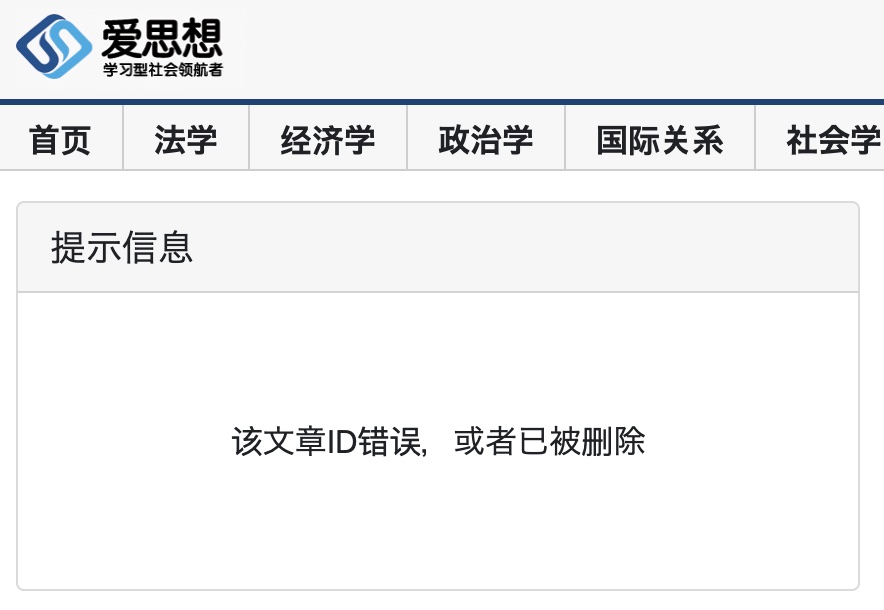 爱思想
学习型社会领航者
首页 法学 经济学 政治学 国际关系 社会学
提示信息
该文章ID错误，或者已被删除